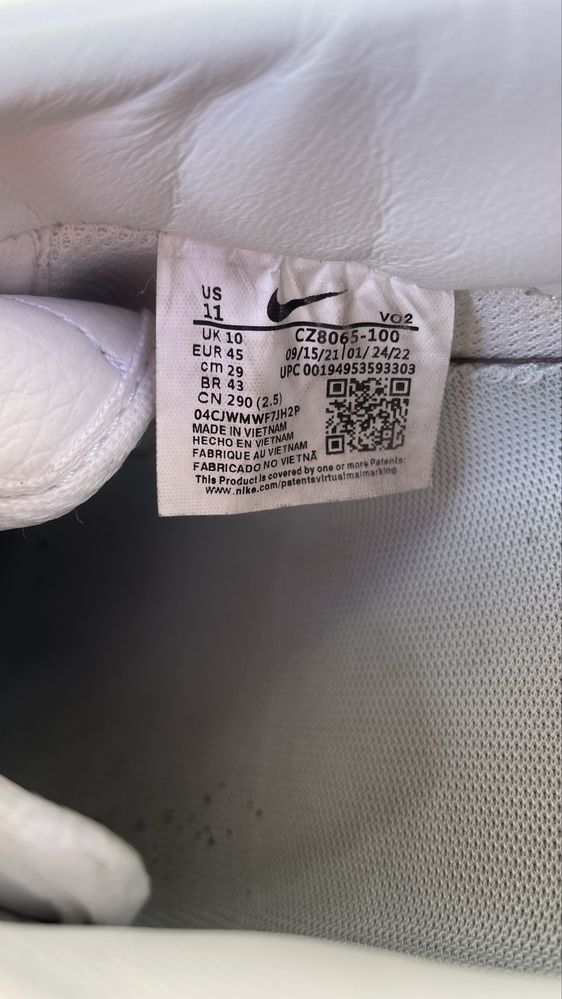 US
11
VO2
UK 10
CZ8065-100
EUR 45
09/15/21 | 01/24/22
cm 29
UPC 00194953593303
BR 43
CN 290 (2.5)
04CJWMWF7JH2P
MADE IN VIETNAM
HECHO EN VIETNAM
FABRIQUE AU VIETNAM
FABRICADO NO VIETNÃ
This Product is covered by one or more Patents:
www.nike.com/patentsvirtualmalmarking